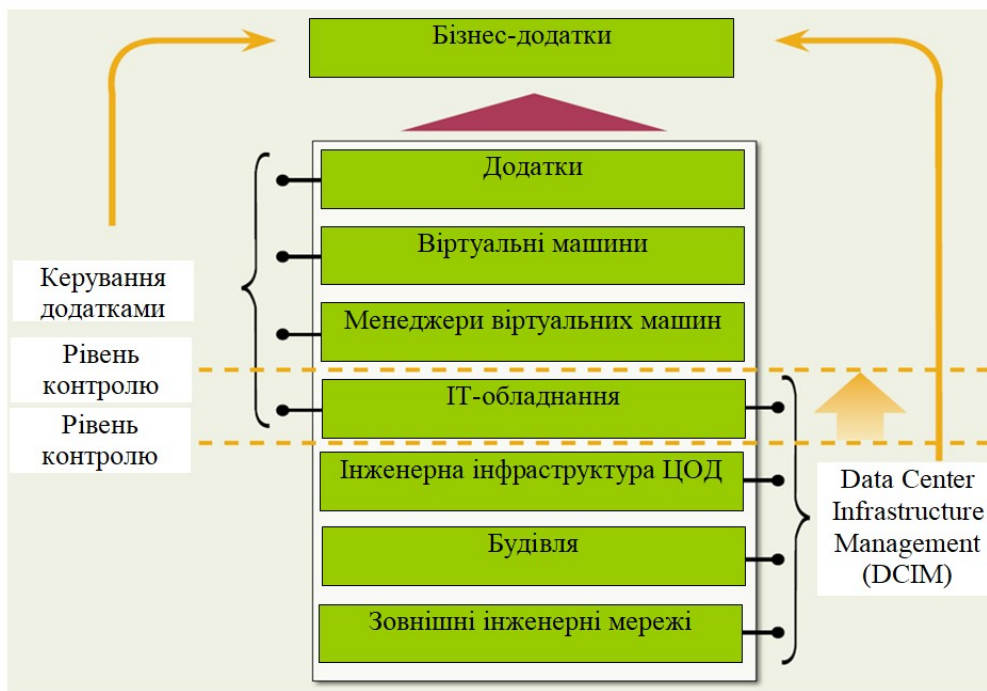 Бізнес-додатки
Додатки
Віртуальні машини
Керування
додатками
Менеджери віртуальних машин
Рівень
контролю
ІТ-обладнання
Рівень
контролю
Інженерна інфраструктура ЦОД
Data Center
Infrastructure
Management
(DCIM)
Будівля
Зовнішні інженерні мережі